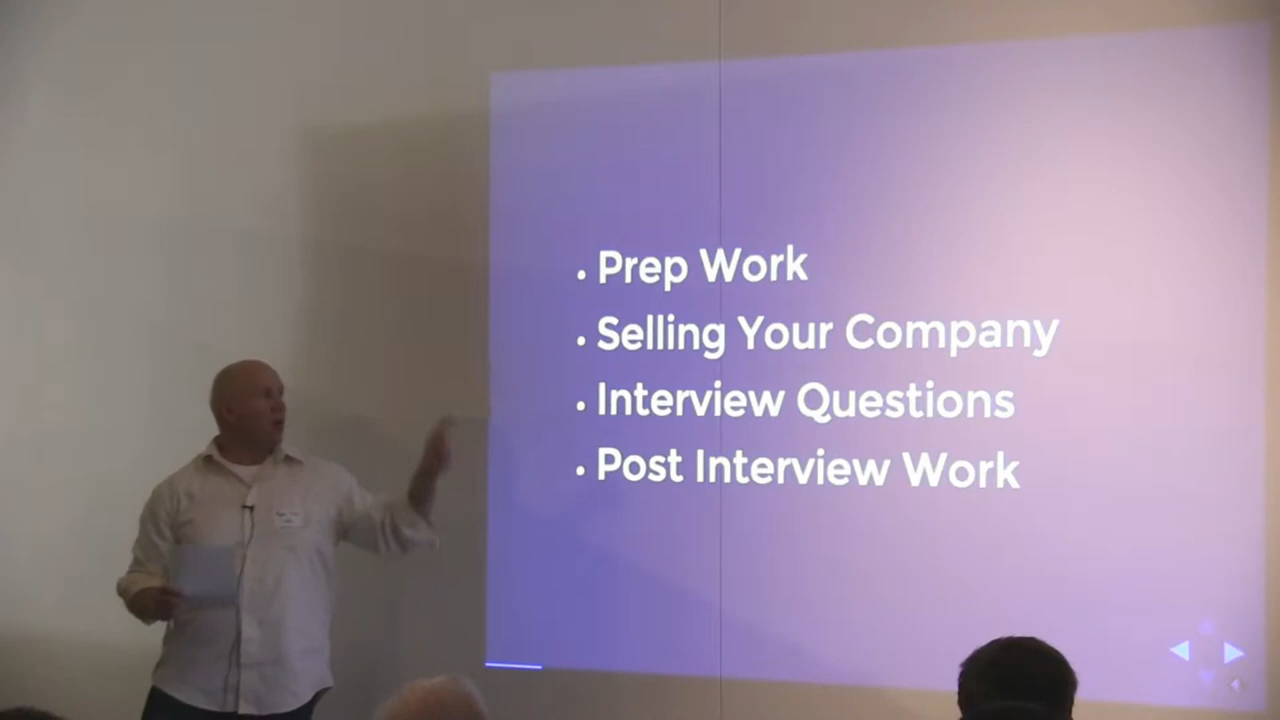 • Prep Work
• Selling Your Company
• Interview Questions
• Post Interview Work